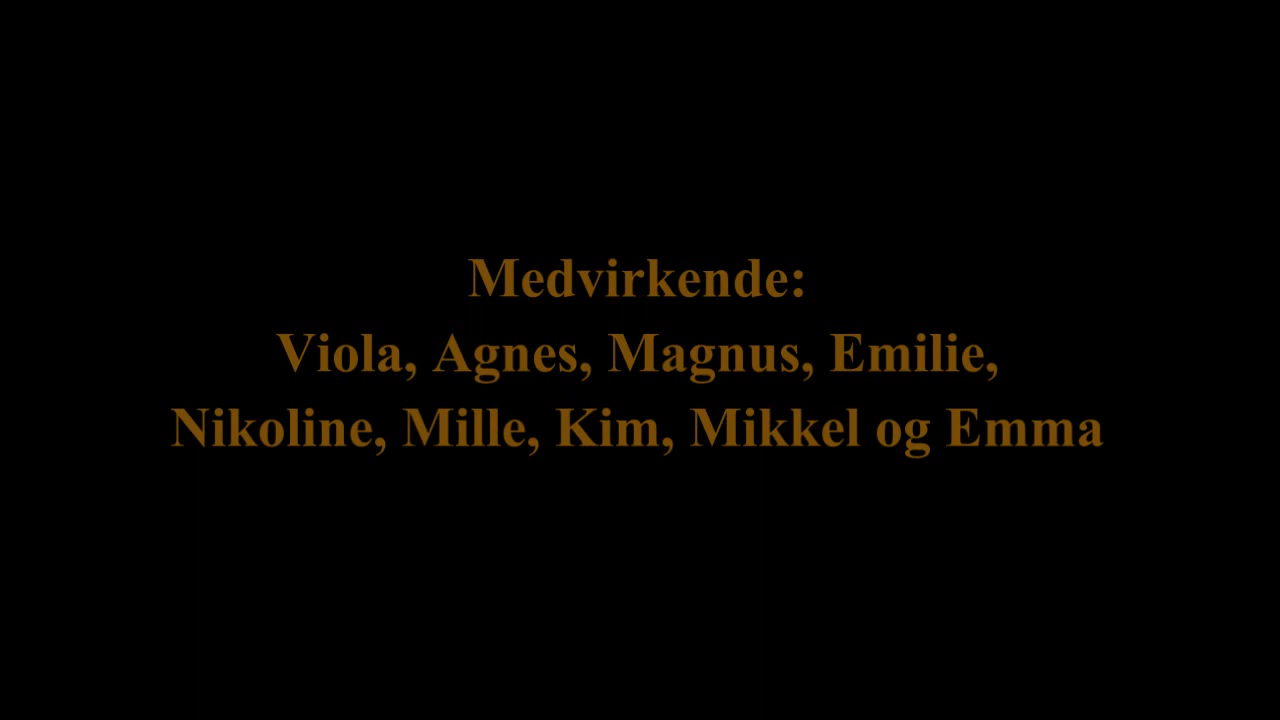 Medvirkende:
Viola, Agnes, Magnus, Emilie,
Nikoline, Mille, Kim, Mikkel og Emma